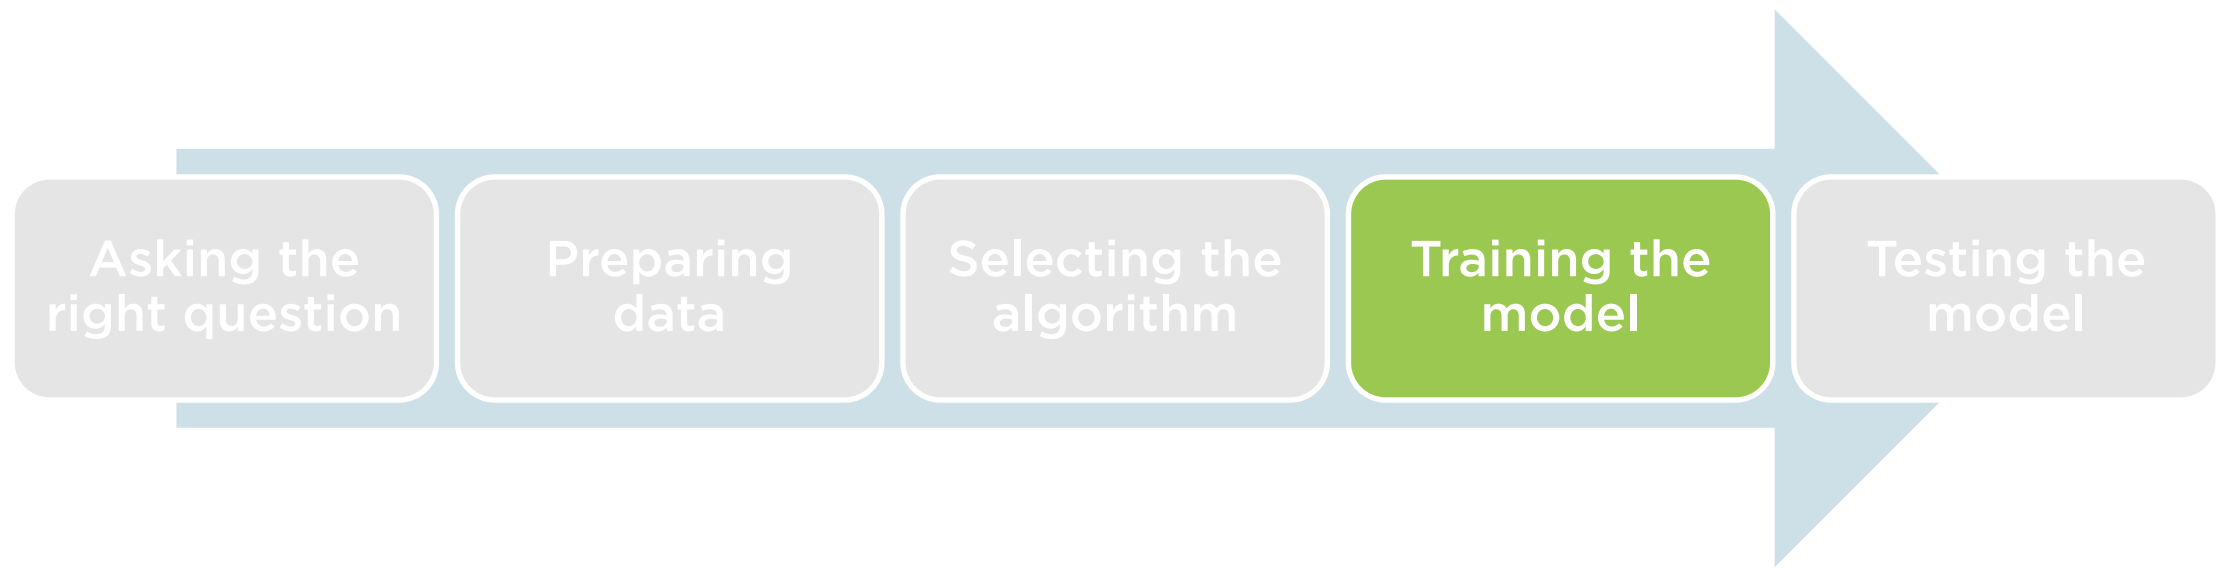 Asking the
right question
Preparing
data
Selecting the
algorithm
Training the
model
Testing the
model